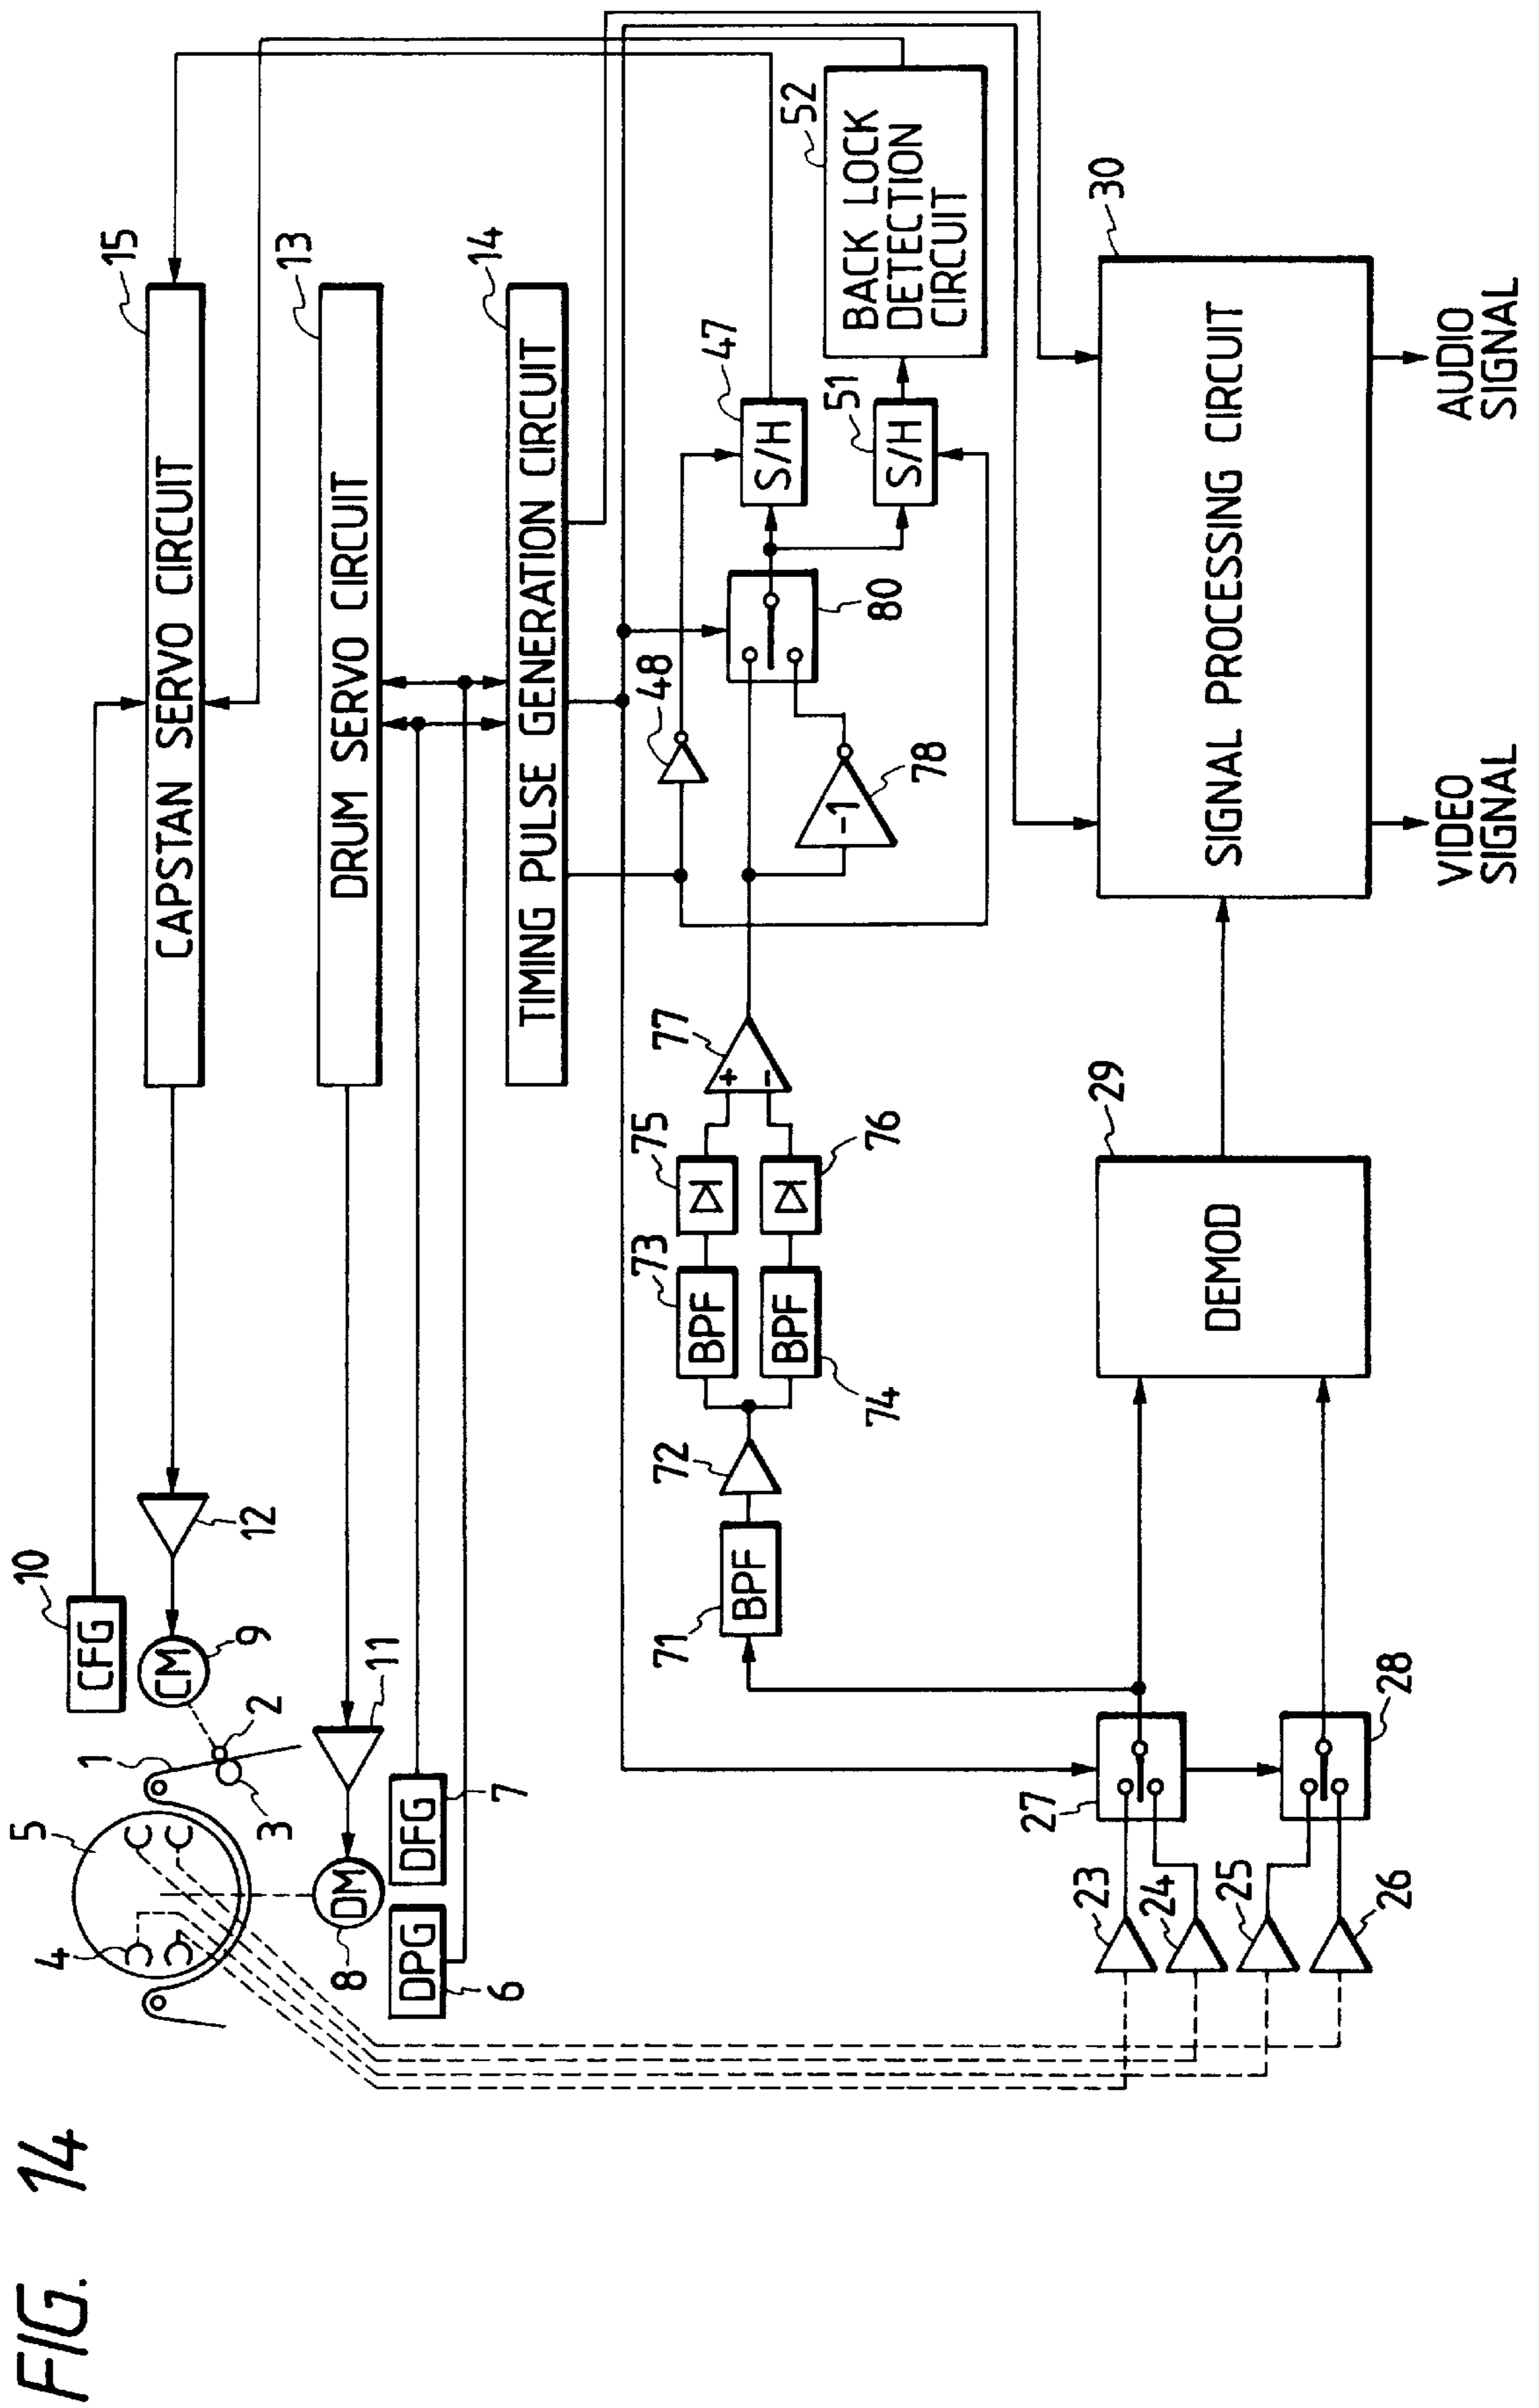 FIG. 14
10
CFG
15
CAPSTAN SERVO CIRCUIT
12
CM
9
1
2
3
5
4
13
DRUM SERVO CIRCUIT
11
DM
8
DFG
7
DPG
6
14
TIMING PULSE GENERATION CIRCUIT
71
BPF
72
73
BPF
75
BPF
74
76
77
+
−
48
-1
78
80
47
S/H
51
S/H
52
BACK LOCK
DETECTION
CIRCUIT
23
24
25
26
27
28
29
DEMOD
30
SIGNAL PROCESSING CIRCUIT
VIDEO
SIGNAL
AUDIO
SIGNAL